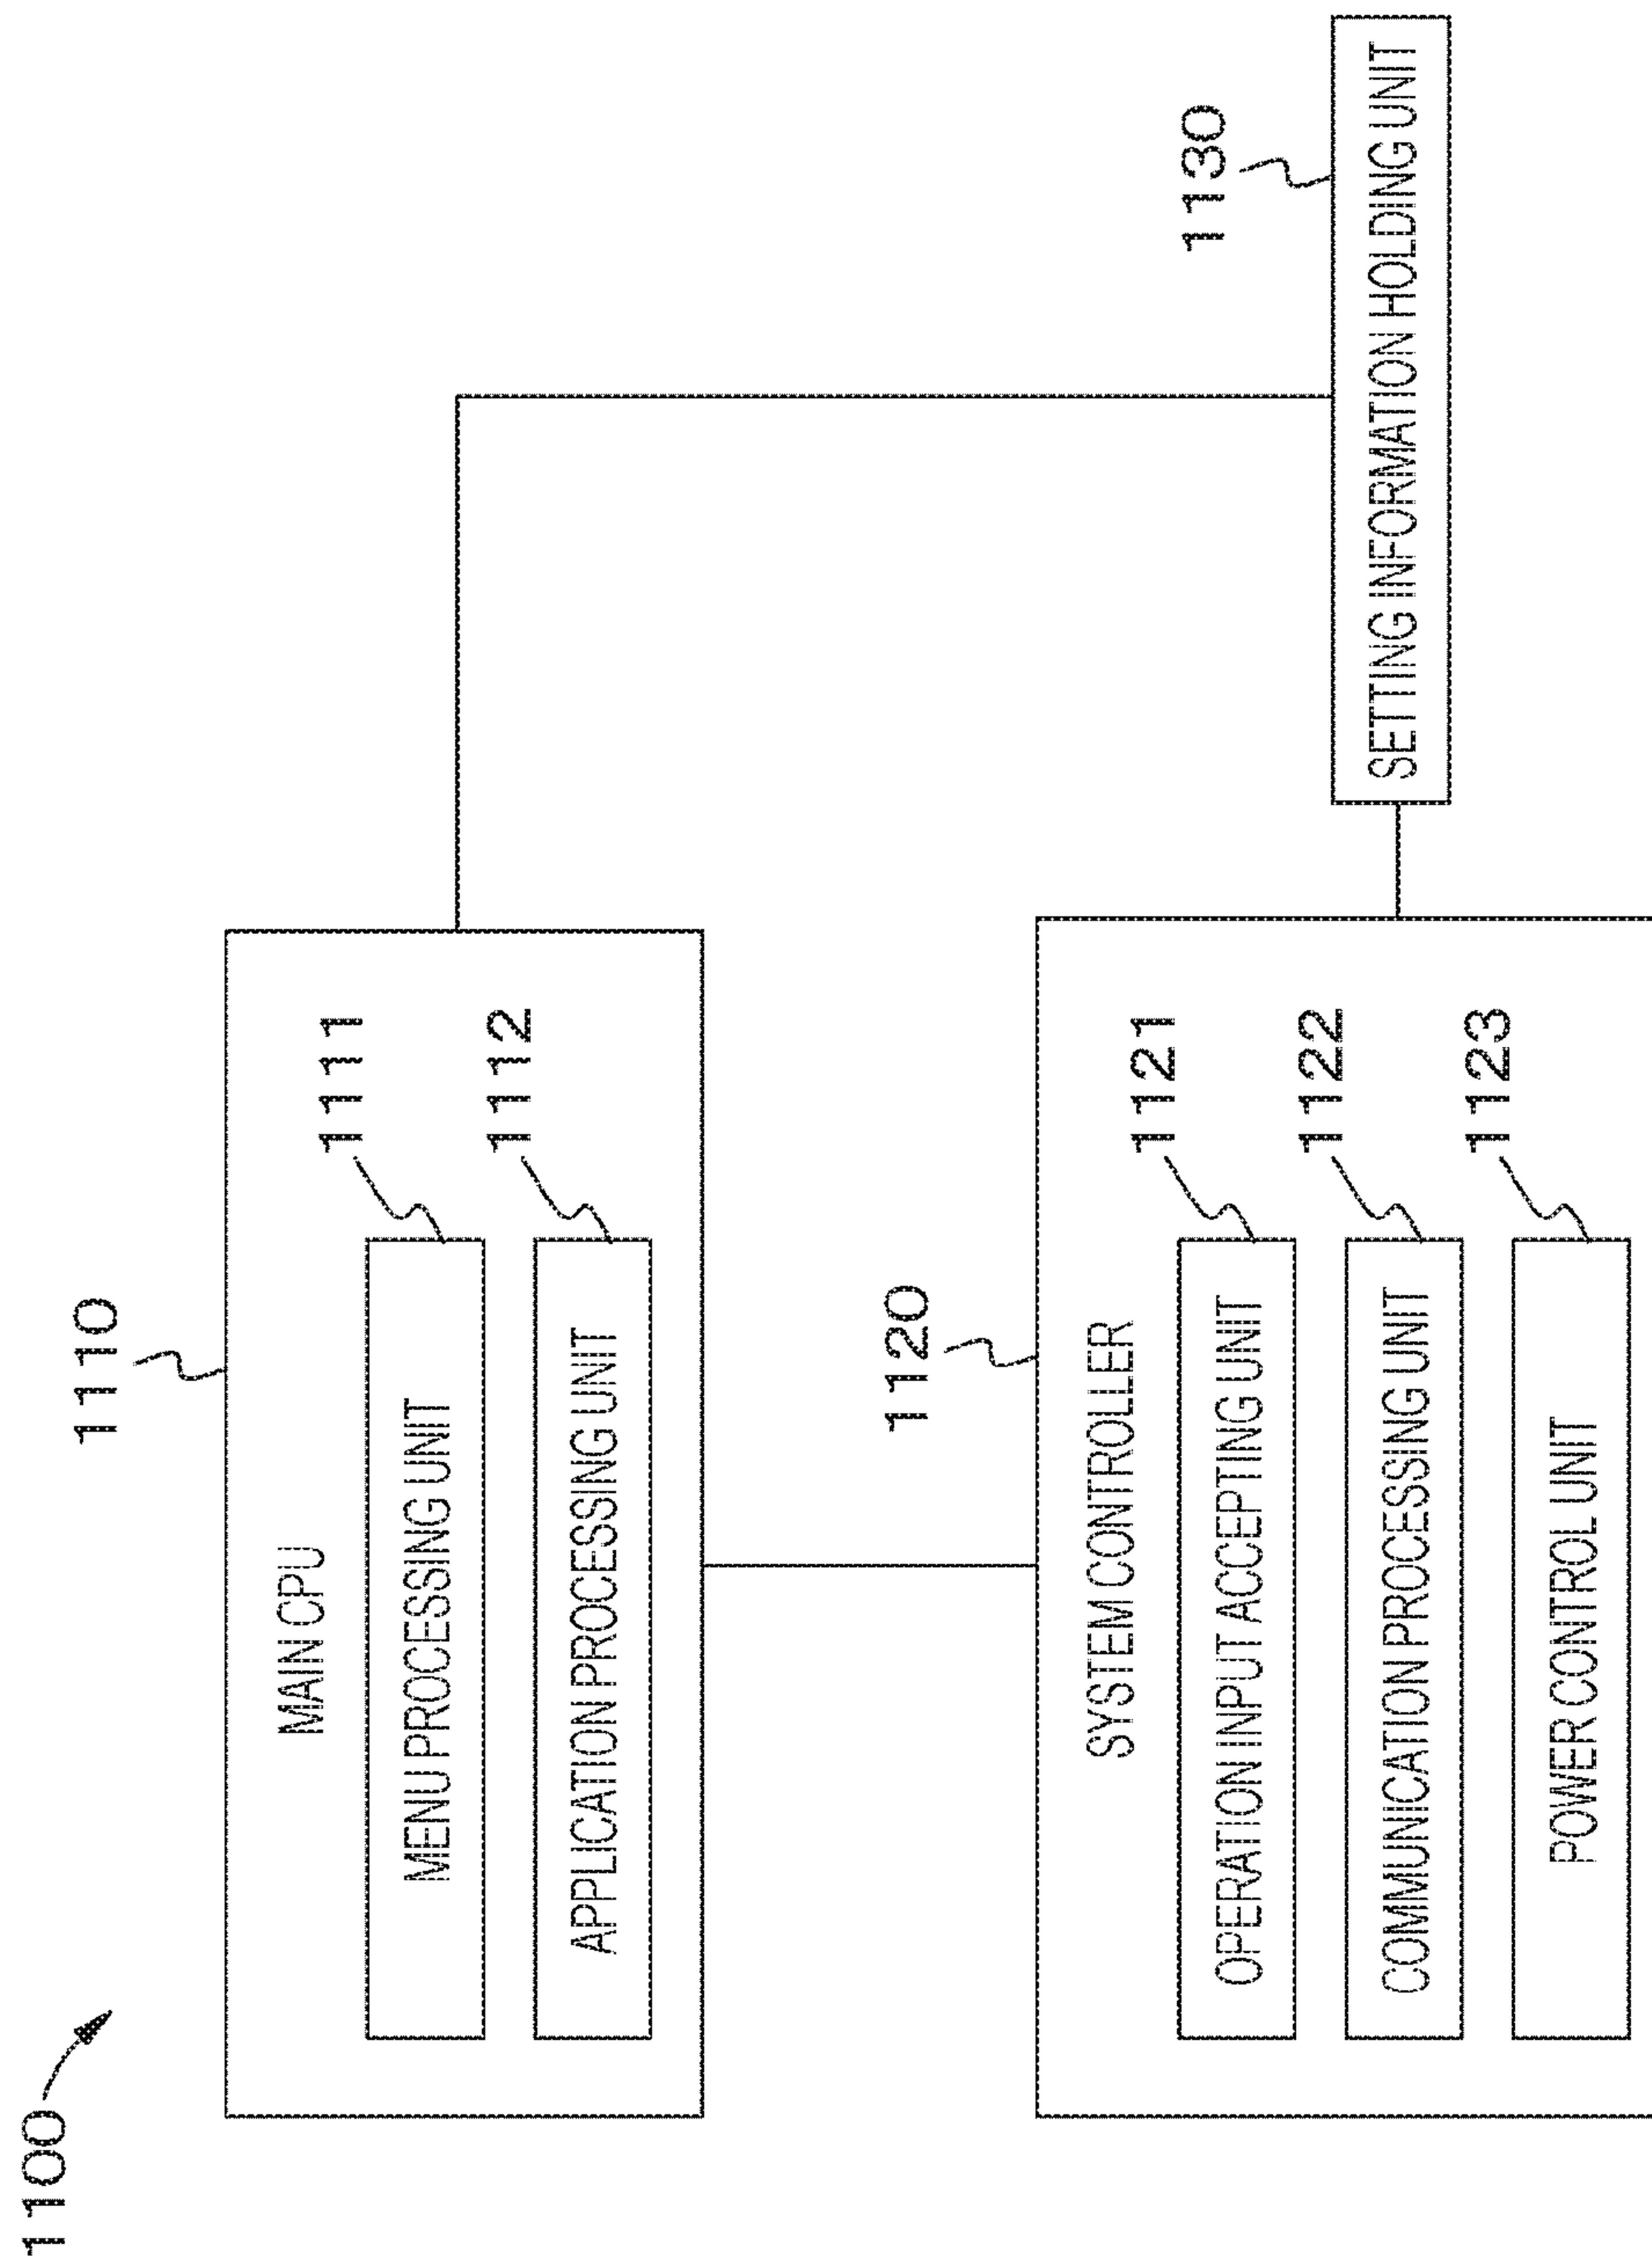 1100
1110
MAIN CPU
1111
MENU PROCESSING UNIT
1112
APPLICATION PROCESSING UNIT
1120
SYSTEM CONTROLLER
1121
OPERATION INPUT ACCEPTING UNIT
1122
COMMUNICATION PROCESSING UNIT
1123
POWER CONTROL UNIT
1130
SETTING INFORMATION HOLDING UNIT